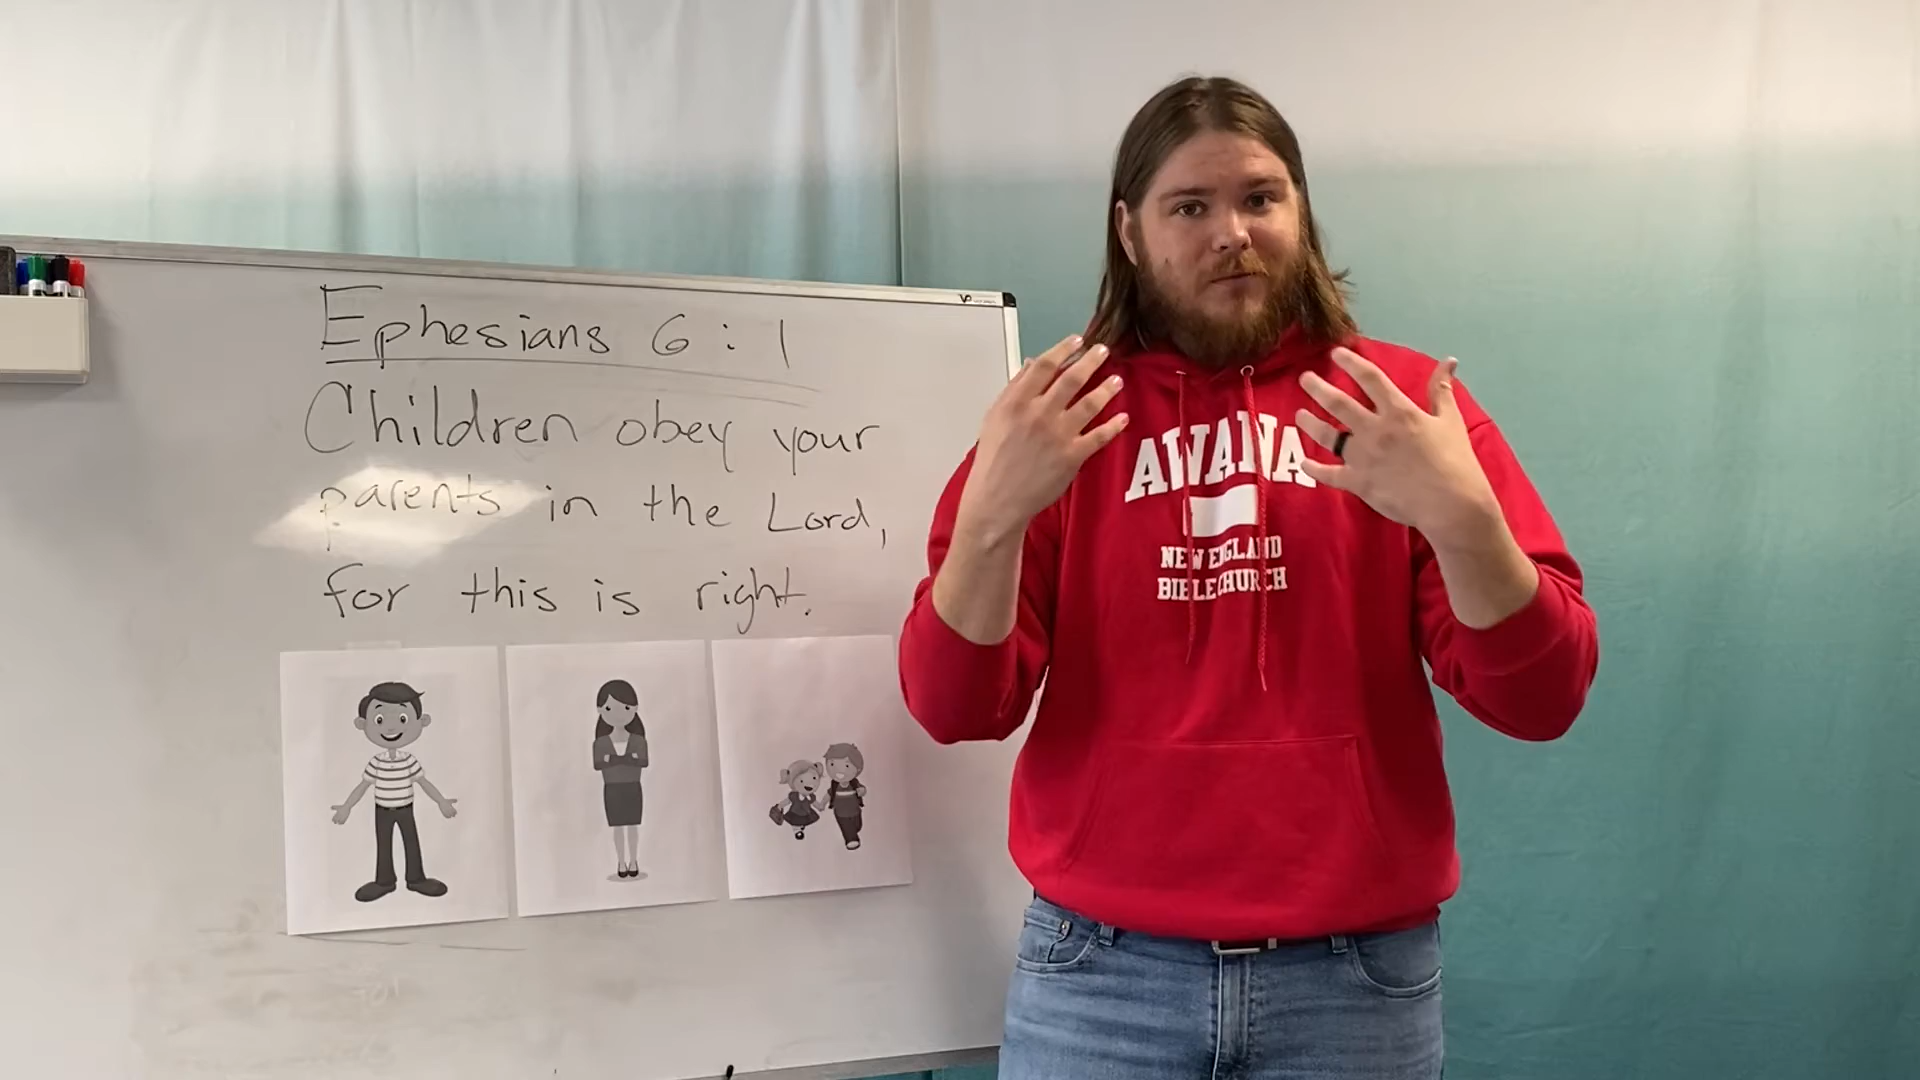 Ephesians 6:1
Children obey your
parents in the Lord,
for this is right.
AWANA
NEW ENGLAND
BIBLE CHURCH